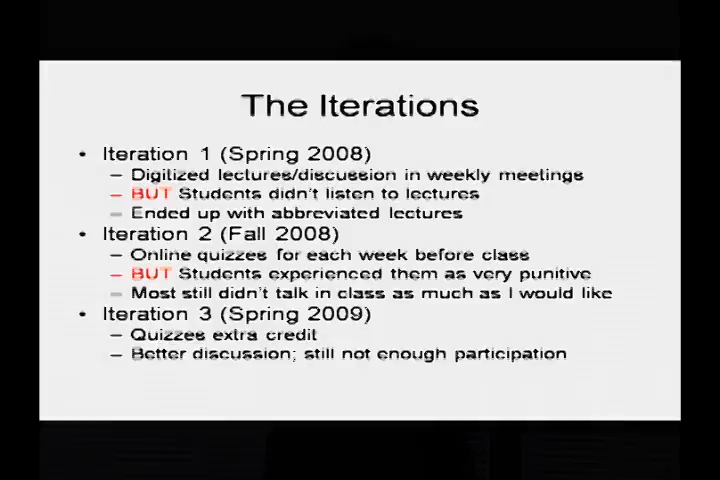 The Iterations
• Iteration 1 (Spring 2008)
– Digitized lectures/discussion in weekly meetings
– BUT Students didn't listen to lectures
– Ended up with abbreviated lectures
• Iteration 2 (Fall 2008)
– Online quizzes for each week before class
– BUT Students experienced them as very punitive
– Most still didn't talk in class as much as I would like
• Iteration 3 (Spring 2009)
– Quizzes extra credit
– Better discussion; still not enough participation